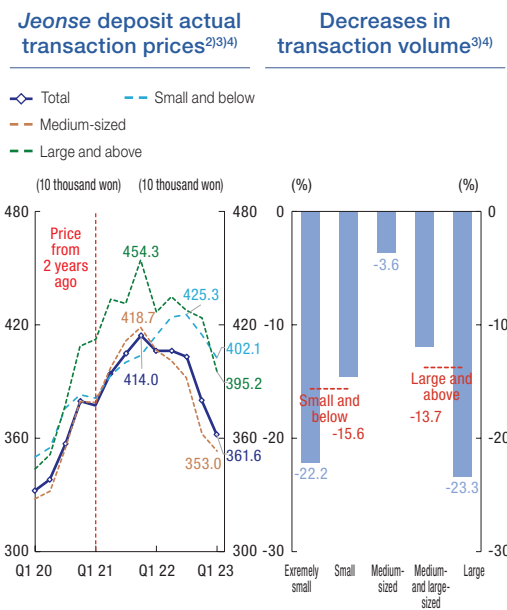 Jeonse deposit actual
transaction prices2)3)4)
Decreases in
transaction volume3)4)
Total
Small and below
Medium-sized
Large and above
(10 thousand won) (10 thousand won)
480 480
Price
from
2 years
ago
454.3
425.3
418.7
420 420
402.1
395.2
414.0
360 360
361.6
353.0
300 300
Q1 20 Q1 21 Q1 22 Q1 23
(%) (%)
0 0
-3.6
-10 -10
Small and
below
-15.6
Large and
above
-13.7
-20 -20
-22.2
-23.3
-30 -30
Exremely
small
Small
Medium-
sized
Medium-
and large-
sized
Large